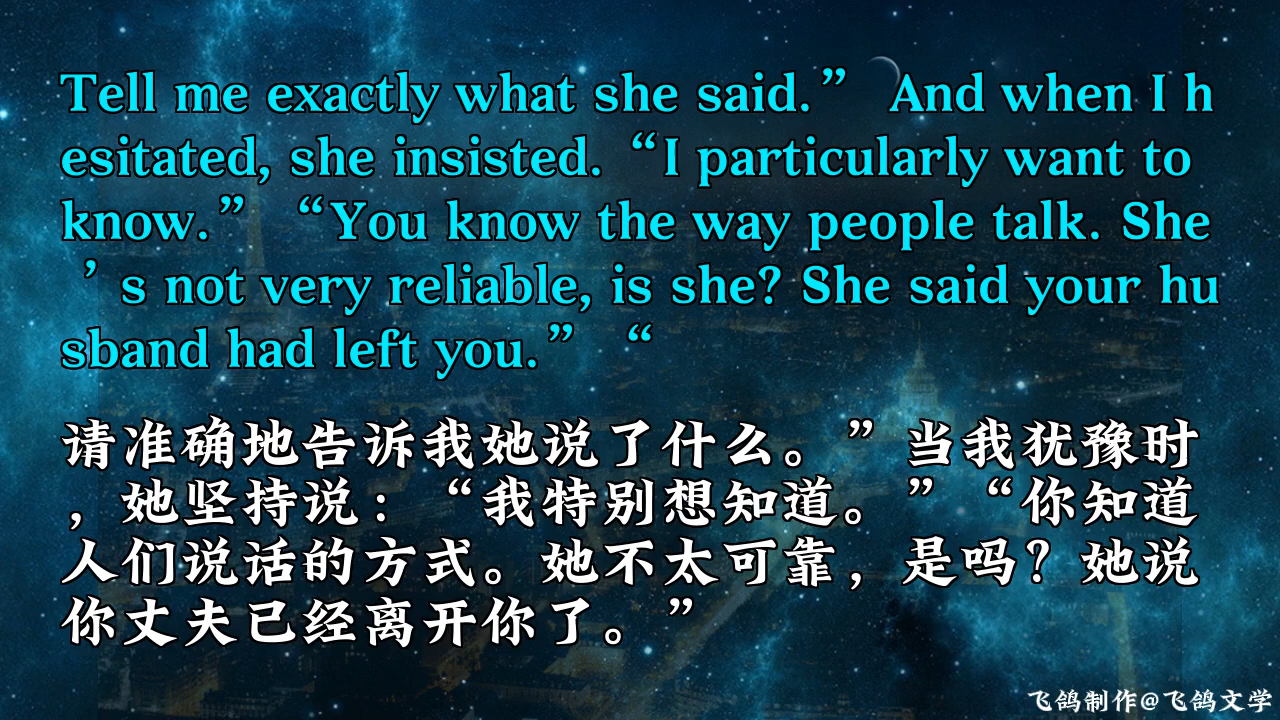 Tell me exactly what she said.” And when I h
esitated, she insisted. “I particularly want to
know.” “You know the way people talk. She
’s not very reliable, is she? She said your hu
sband had left you.” “
请准确地告诉我她说了什么。”当我犹豫时
，她坚持说：“我特别想知道。”“你知道
人们说话的方式。她不太可靠，是吗？她说
你丈夫已经离开你了。”
飞鸽制作@飞鸽文学